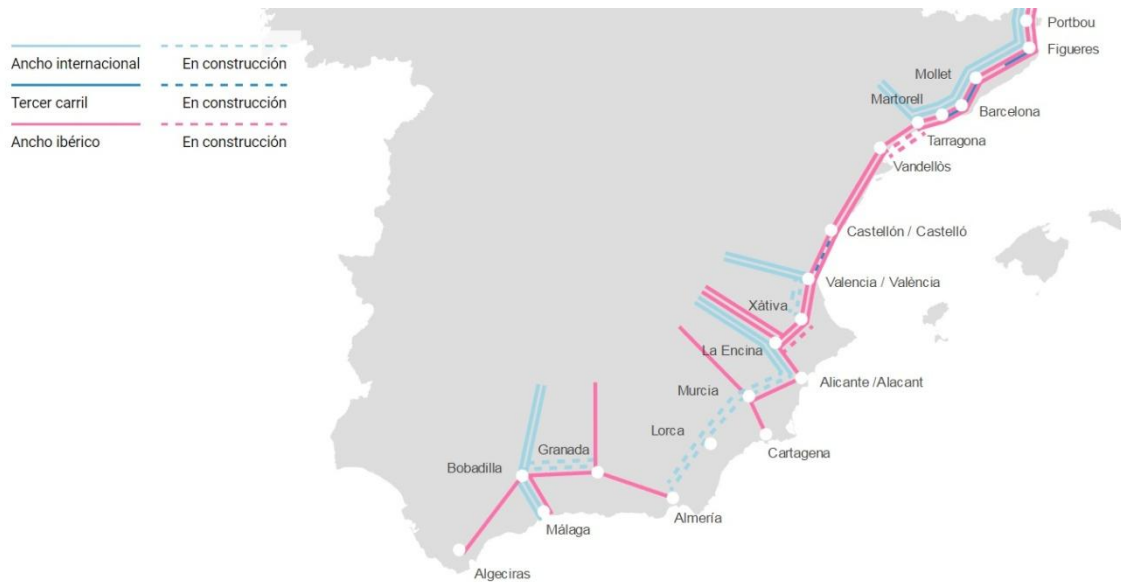 Ancho internacional
En construcción
Tercer carril
En construcción
Ancho ibérico
En construcción
Portbou
Figueres
Mollet
Martorell
Barcelona
Tarragona
Vandellòs
Castellón / Castelló
Valencia / València
Xàtiva
La Encina
Alicante /Alacant
Murcia
Lorca
Cartagena
Granada
Bobadilla
Almería
Málaga
Algeciras